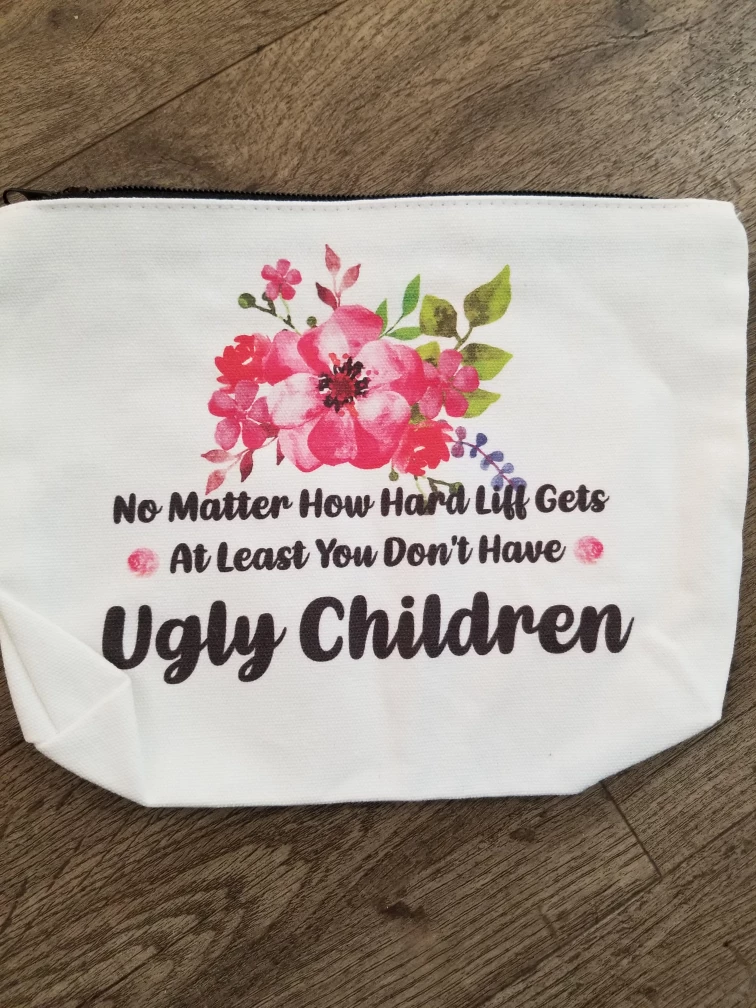 No Matter How Hard Liff Gets
At Least You Don't Have
Ugly Children